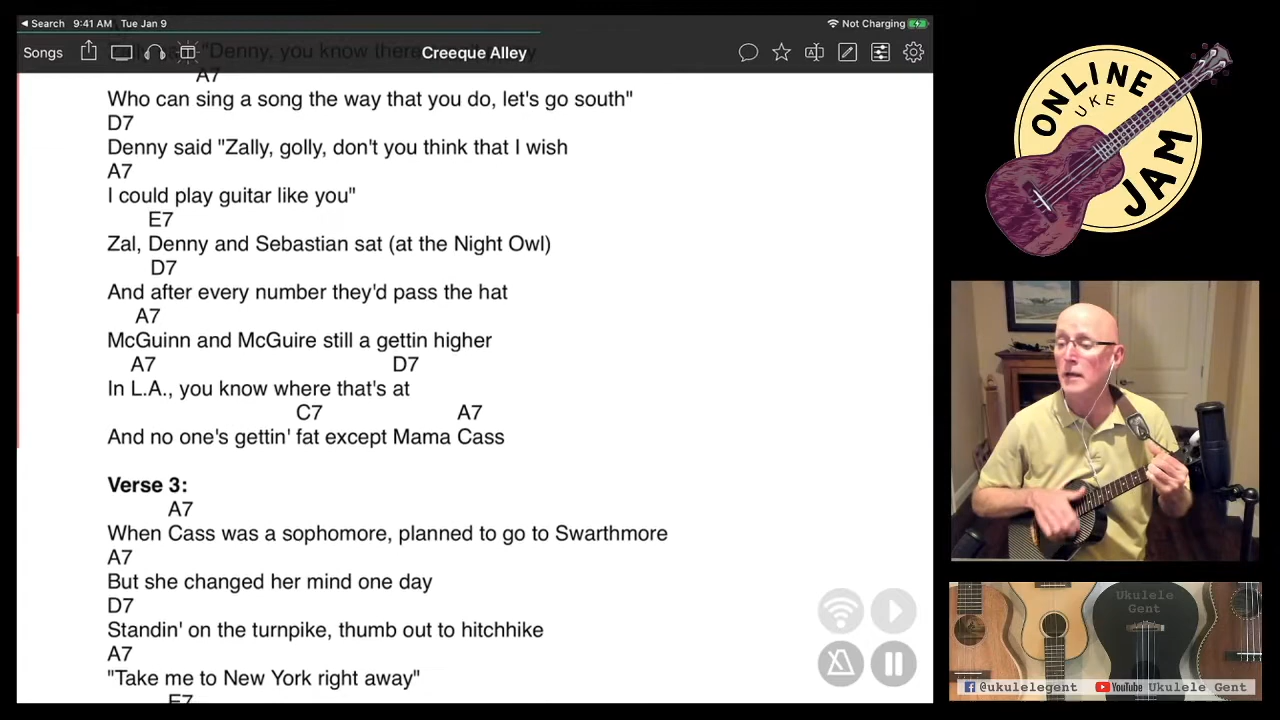 Search 9:41 AM Tue Jan 9
Not Charging
Songs
Creeque Alley
"Denny, you know there
A7
Who can sing a song the way that you do, let's go south"
D7
Denny said "Zally, golly, don't you think that I wish
A7
I could play guitar like you"
E7
Zal, Denny and Sebastian sat (at the Night Owl)
D7
And after every number they'd pass the hat
A7
McGuinn and McGuire still a gettin higher
A7 D7
In L.A., you know where that's at
C7 A7
And no one's gettin' fat except Mama Cass
Verse 3:
A7
When Cass was a sophomore, planned to go to Swarthmore
A7
But she changed her mind one day
D7
Standin' on the turnpike, thumb out to hitchhike
A7
"Take me to New York right away"
E7
ONLINE
UKE
JAM
Ukulele
Gent
@ukulelegent YouTube Ukulele Gent